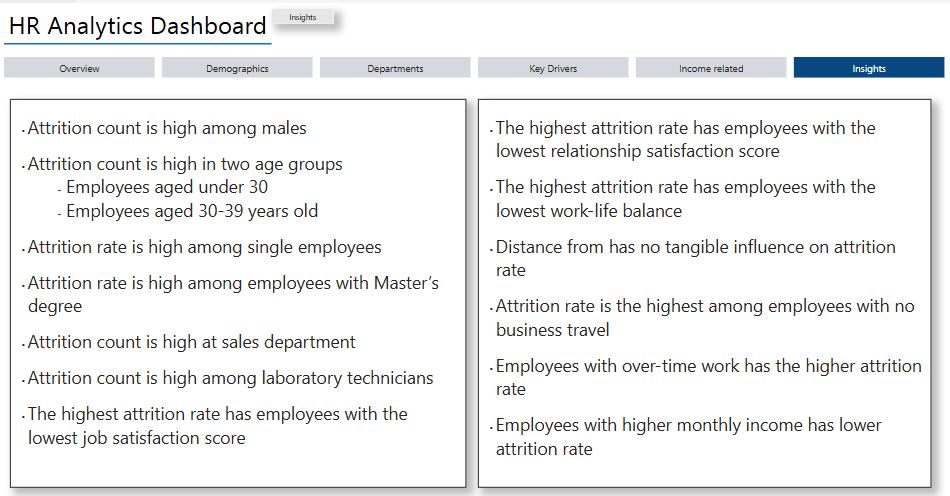 HR Analytics Dashboard
Insights
Overview
Demographics
Departments
Key Drivers
Income related
Insights
. Attrition count is high among males
. Attrition count is high in two age groups
- Employees aged under 30
- Employees aged 30-39 years old
. Attrition rate is high among single employees
. Attrition rate is high among employees with Master's
degree
. Attrition count is high at sales department
. Attrition count is high among laboratory technicians
. The highest attrition rate has employees with the
lowest job satisfaction score
. The highest attrition rate has employees with the
lowest relationship satisfaction score
. The highest attrition rate has employees with the
lowest work-life balance
. Distance from has no tangible influence on attrition
rate
. Attrition rate is the highest among employees with no
business travel
. Employees with over-time work has the higher attrition
rate
. Employees with higher monthly income has lower
attrition rate